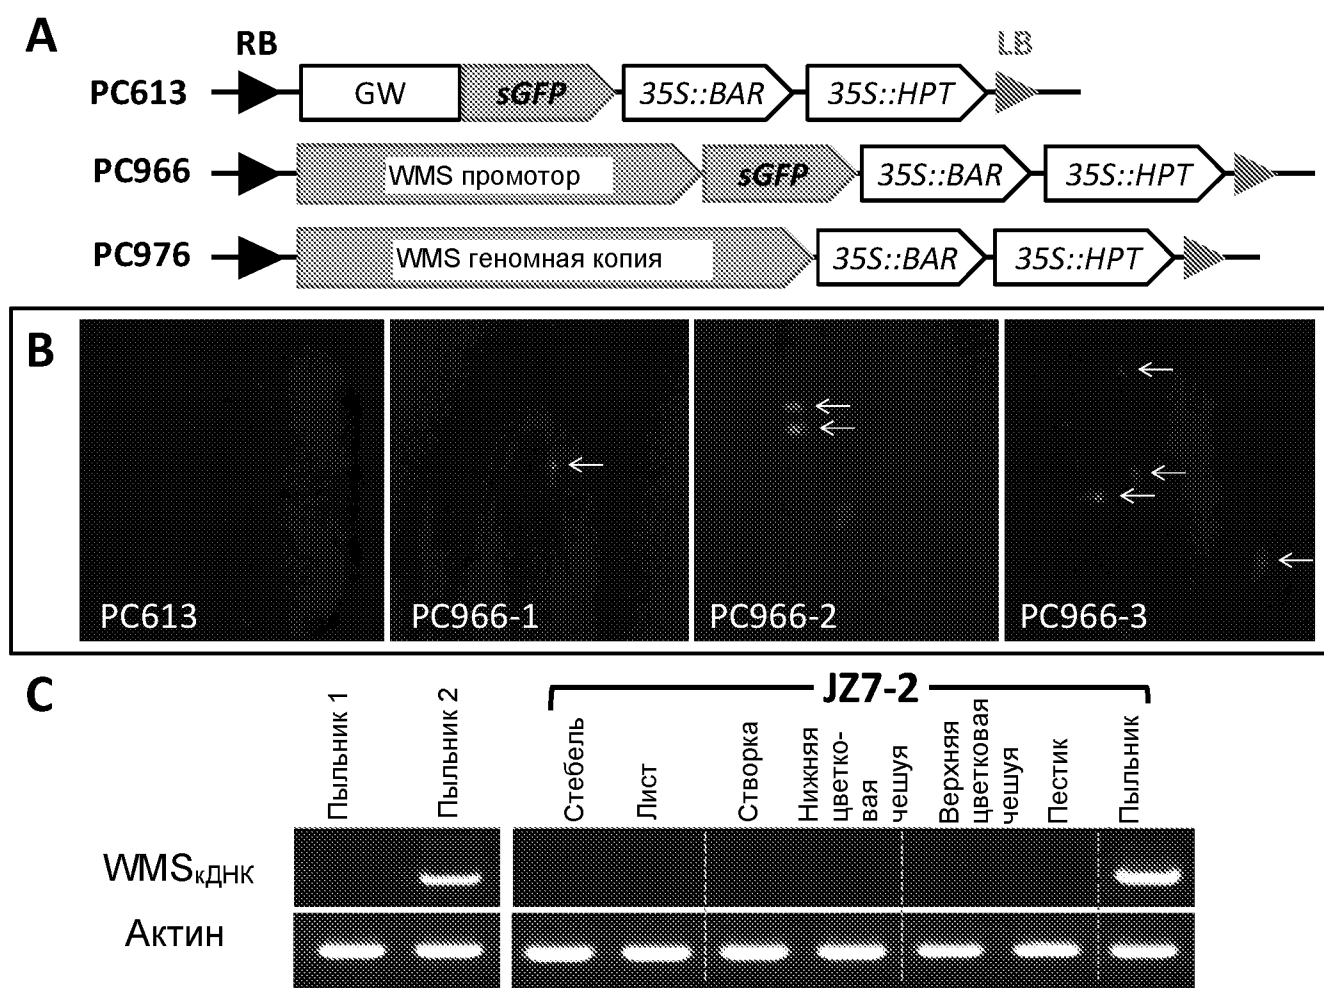 A
RB
LB
PC613
GW
sGFP
35S::BAR
35S::HPT
PC966
WMS промотор
sGFP
35S::BAR
35S::HPT
PC976
WMS геномная копия
35S::BAR
35S::HPT
B
PC613
PC966-1
PC966-2
PC966-3
C
JZ7-2
Пыльник 1
Пыльник 2
Стебель
Лист
Створка
Нижняя
цветко-
вая
чешуя
Верхняя
цветковая
чешуя
Пестик
Пыльник
WMSкДНК
Актин